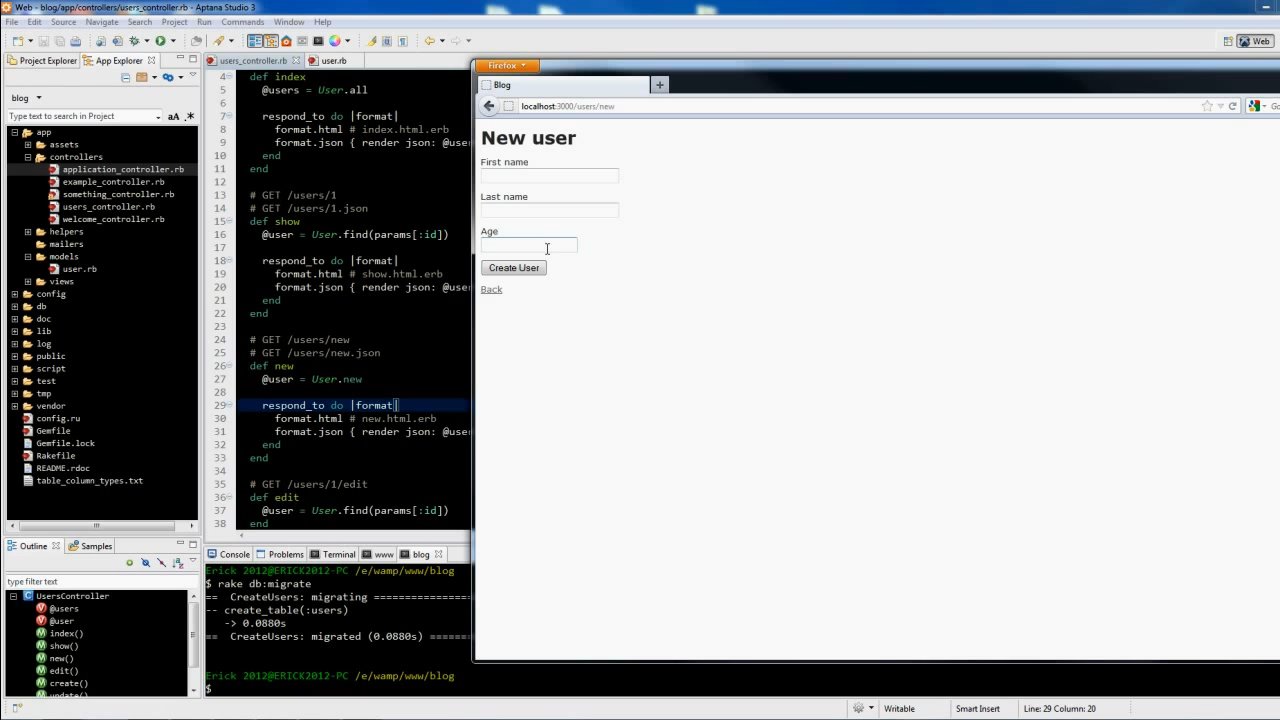 Web - blog/app/controllers/users_controller.rb - Aptana Studio 3
File Edit Source Navigate Search Project Run Commands Window Help
Web
Project Explorer App Explorer
blog
Type text to search in Project aA .*
app
assets
controllers
application_controller.rb
example_controller.rb
something_controller.rb
users_controller.rb
welcome_controller.rb
helpers
mailers
models
user.rb
views
config
db
doc
lib
log
public
script
test
tmp
vendor
config.ru
Gemfile
Gemfile.lock
Rakefile
README.rdoc
table_column_types.txt
Outline Samples
type filter text
UsersController
@users
@user
index()
show()
new()
edit()
create()
update()
users_controller.rb user.rb
4 def index
5 @users = User.all
6
7 respond_to do |format|
8 format.html # index.html.erb
9 format.json { render json: @user
10 end
11 end
12
13 # GET /users/1
14 # GET /users/1.json
15 def show
16 @user = User.find(params[:id])
17
18 respond_to do |format|
19 format.html # show.html.erb
20 format.json { render json: @use
21 end
22 end
23
24 # GET /users/new
25 # GET /users/new.json
26 def new
27 @user = User.new
28
29 respond_to do |format|
30 format.html # new.html.erb
31 format.json { render json: @use
32 end
33 end
34
35 # GET /users/1/edit
36 def edit
37 @user = User.find(params[:id])
38 end
Console Problems Terminal www blog
Erick 2012@ERICK2012-PC /e/wamp/www/blog
$ rake db:migrate
== CreateUsers: migrating =================
-- create_table(:users)
-> 0.0880s
== CreateUsers: migrated (0.0880s) ======
Erick 2012@ERICK2012-PC /e/wamp/www/blog
$
Firefox
Blog
localhost:3000/users/new
New user
First name
Last name
Age
Create User
Back
Writable Smart Insert Line: 29 Column: 20